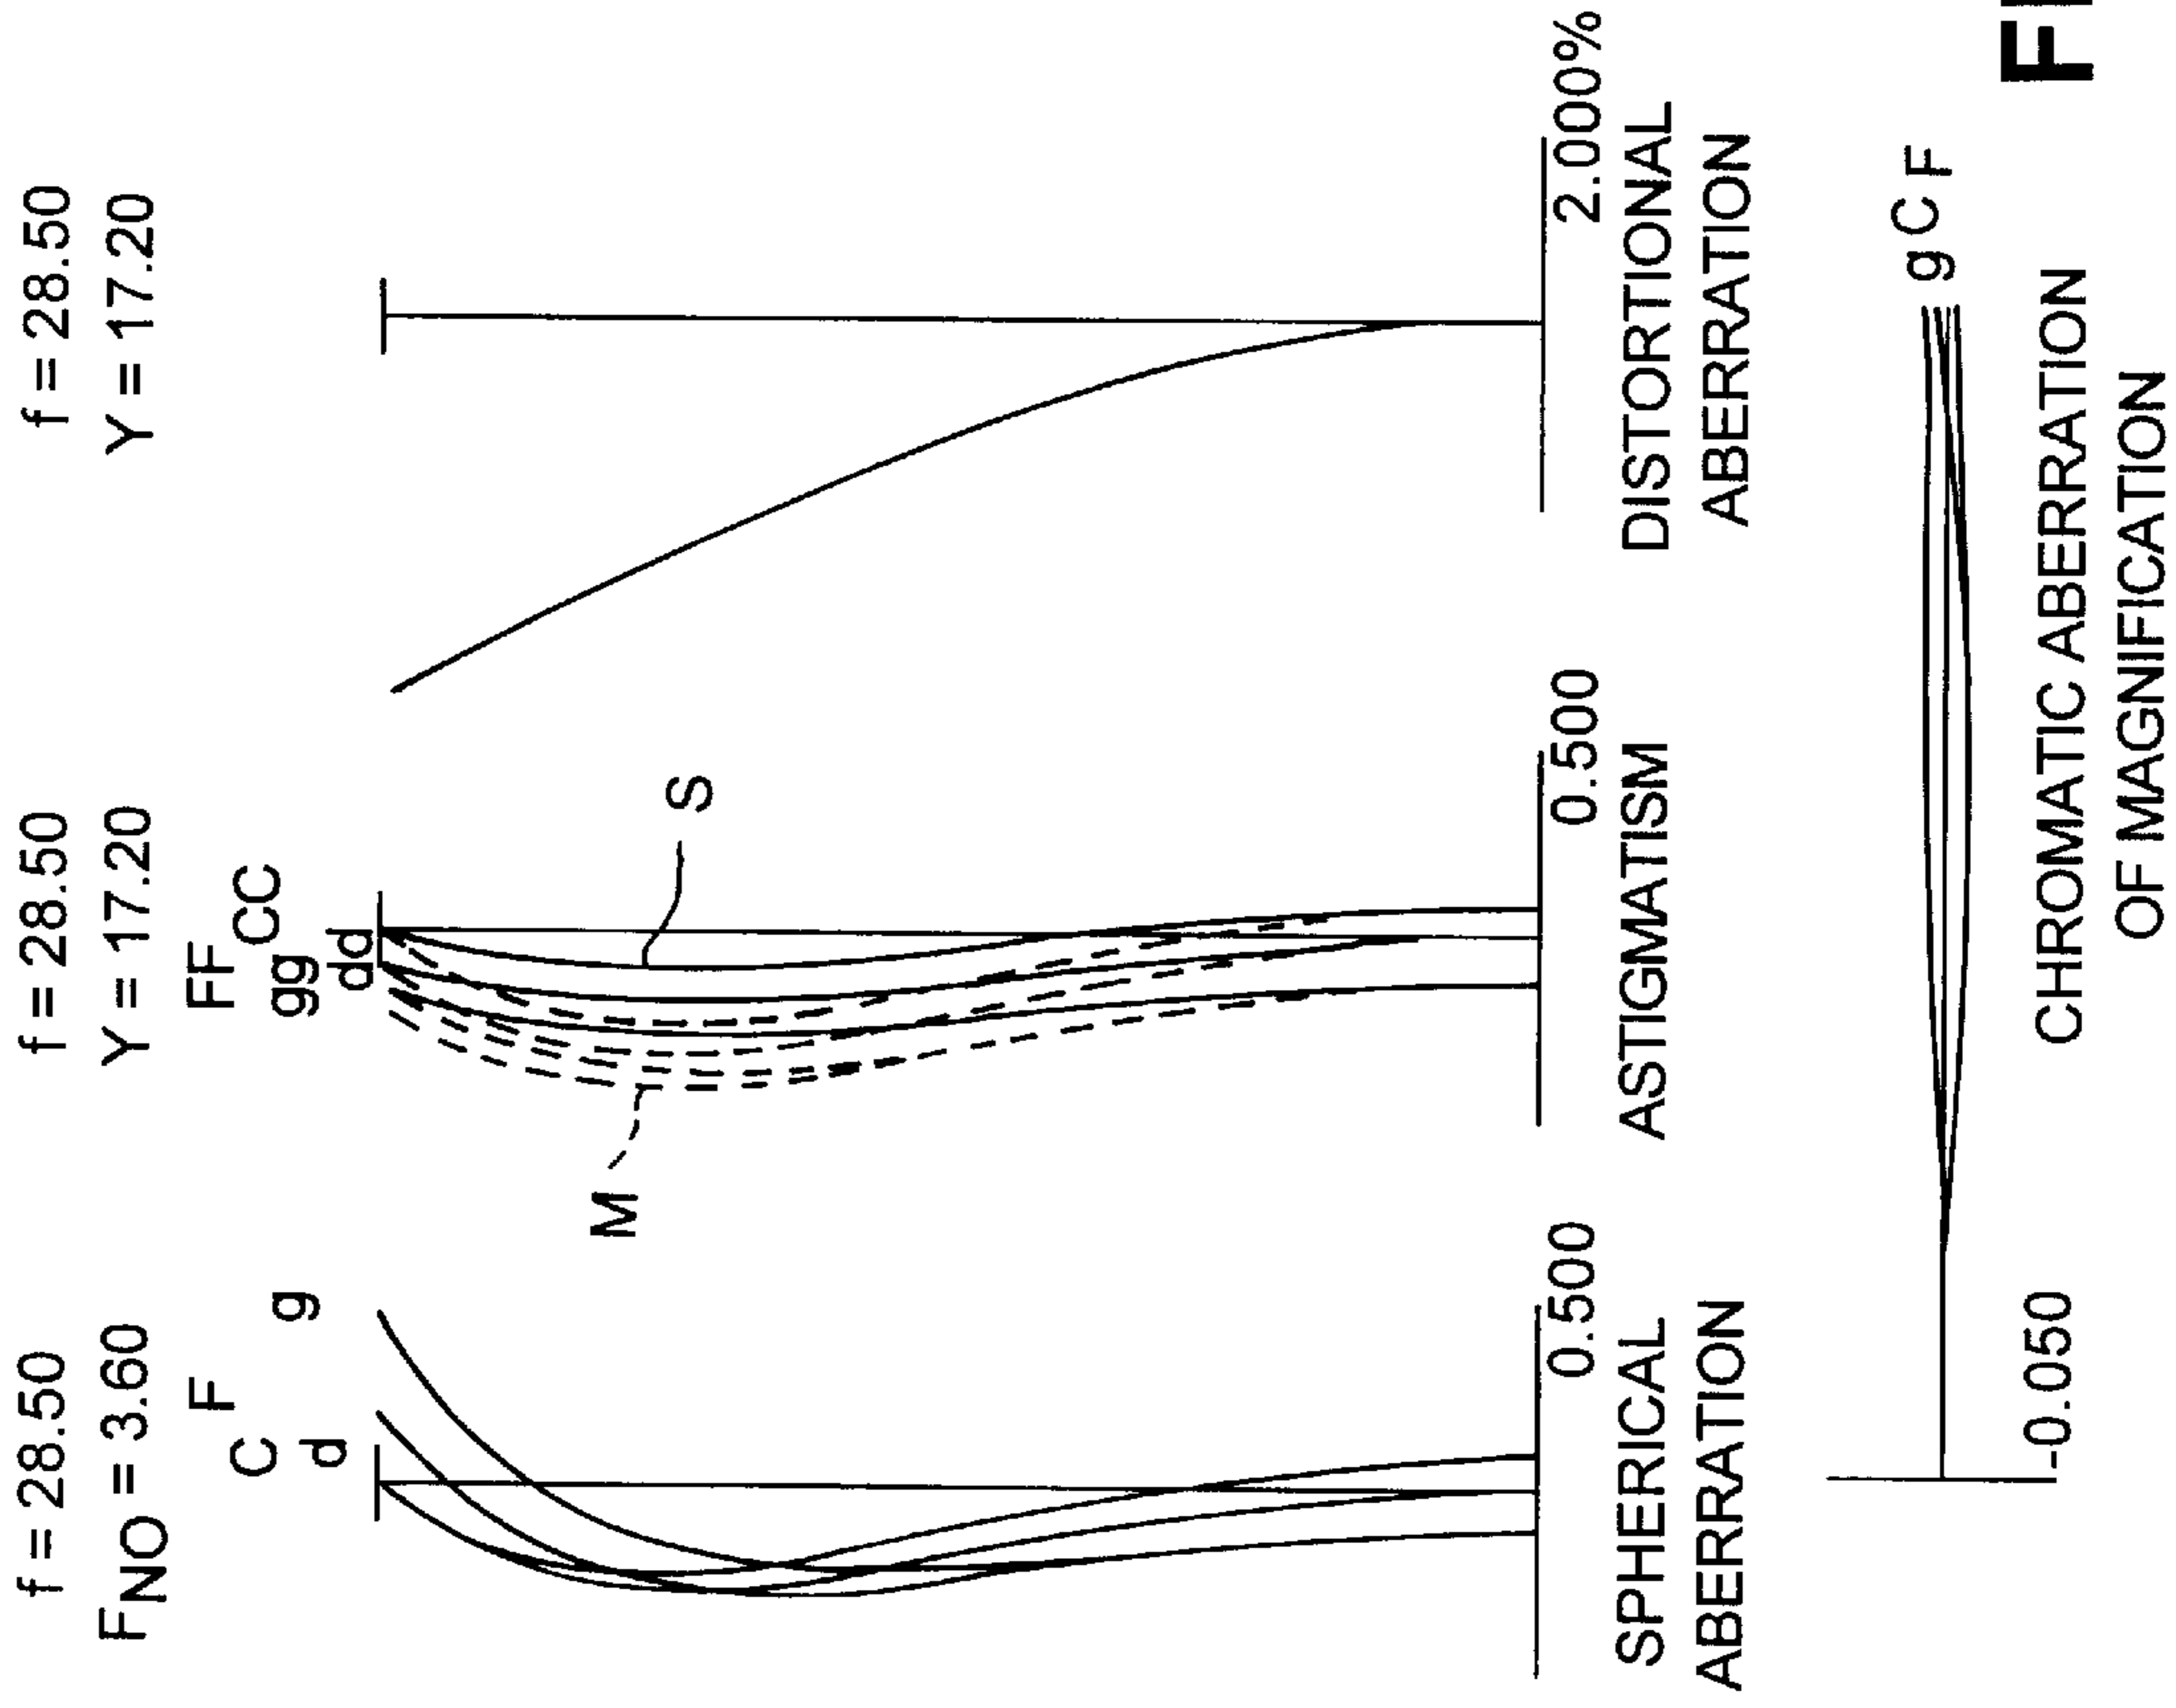 f = 28.50
FNO = 3.60
F
C
g
d
0.500
SPHERICAL
ABERRATION
f = 28.50
Y = 17.20
FF
CC
gg
dd
M
S
0.500
ASTIGMATISM
f = 28.50
Y = 17.20
2.000%
DISTORTIONAL
ABERRATION
g C F
-0.050
CHROMATIC ABERRATION
OF MAGNIFICATION